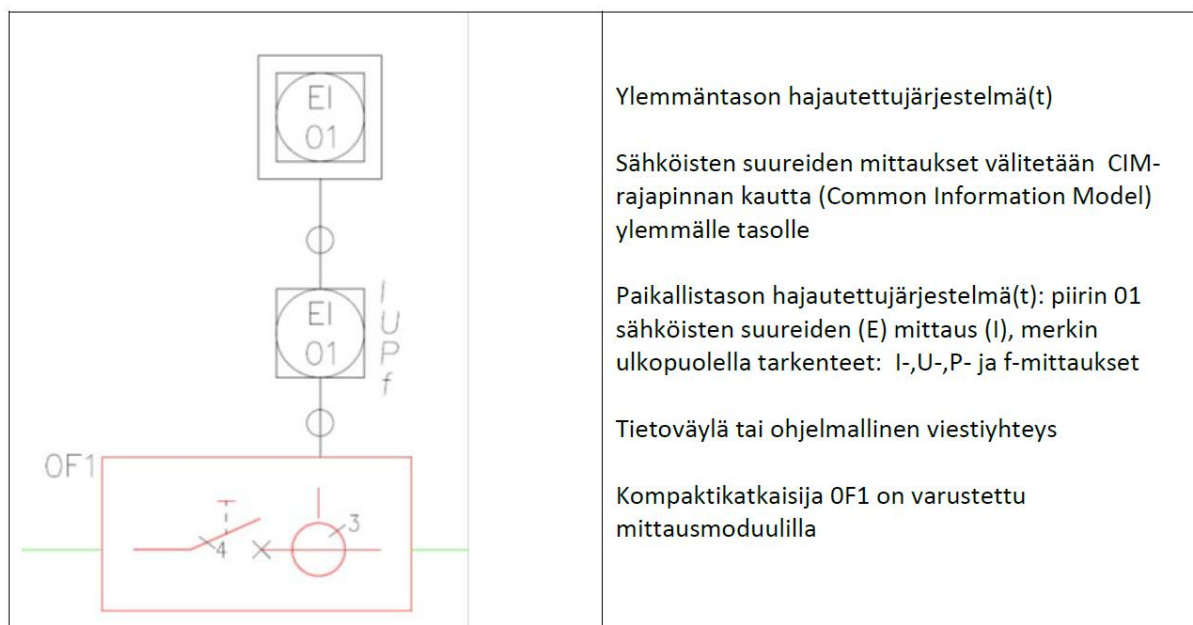 EI
01
EI
01
I
U
P
f
0F1
3
4
Ylemmäntason hajautettujärjestelmä(t)
Sähköisten suureiden mittaukset välitetään CIM-
rajapinnan kautta (Common Information Model)
ylemmälle tasolle
Paikallistason hajautettujärjestelmä(t): piirin 01
sähköisten suureiden (E) mittaus (I), merkin
ulkopuolella tarkenteet: I-,U-,P- ja f-mittaukset
Tietoväylä tai ohjelmallinen viestiyhteys
Kompaktikatkaisija 0F1 on varustettu
mittausmoduulilla